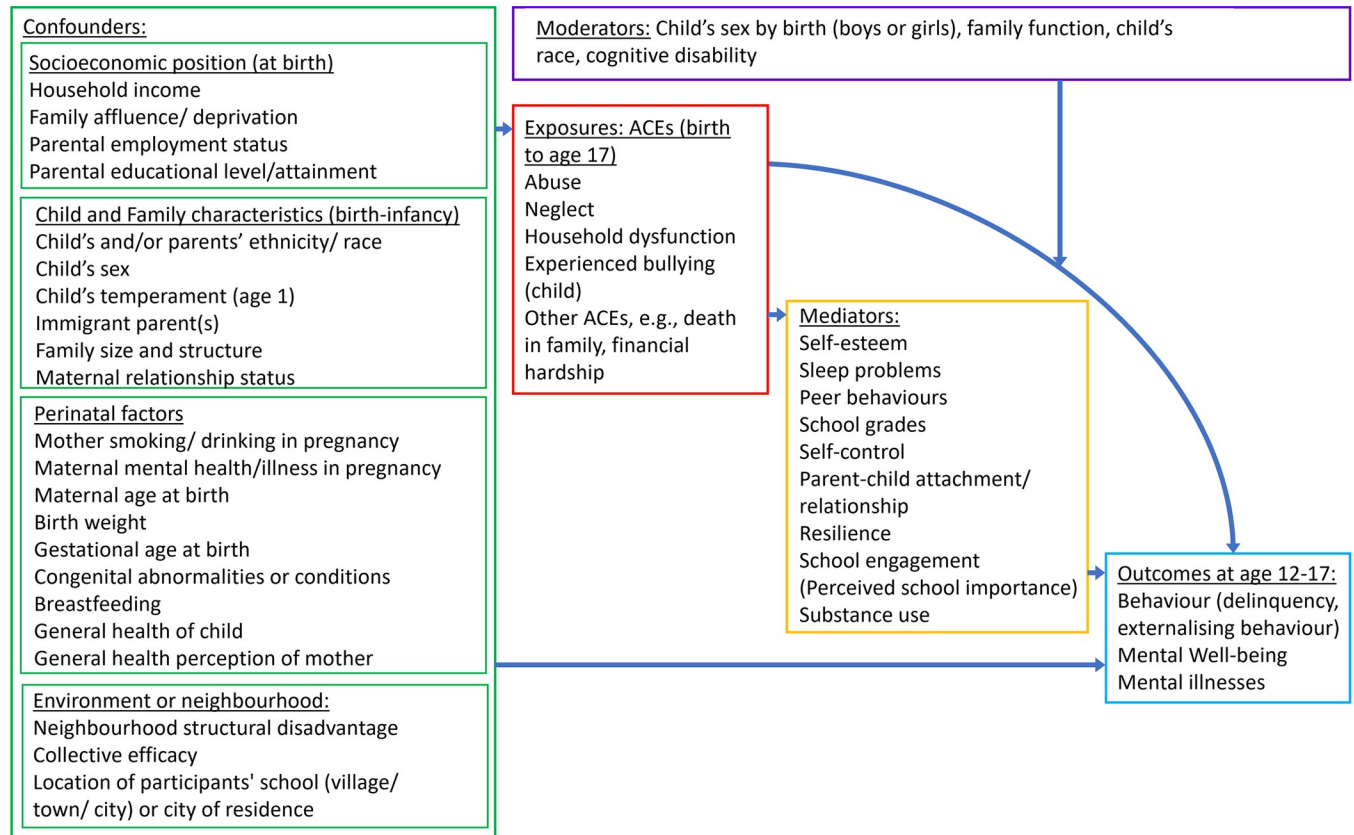 Confounders:
Socioeconomic position (at birth)
Household income
Family affluence/ deprivation
Parental employment status
Parental educational level/attainment
Child and Family characteristics (birth-infancy)
Child's and/or parents' ethnicity/ race
Child's sex
Child's temperament (age 1)
Immigrant parent(s)
Family size and structure
Maternal relationship status
Perinatal factors
Mother smoking/ drinking in pregnancy
Maternal mental health/illness in pregnancy
Maternal age at birth
Birth weight
Gestational age at birth
Congenital abnormalities or conditions
Breastfeeding
General health of child
General health perception of mother
Environment or neighbourhood:
Neighbourhood structural disadvantage
Collective efficacy
Location of participants' school (village/
town/ city) or city of residence
Moderators: Child's sex by birth (boys or girls), family function, child's
race, cognitive disability
Exposures: ACEs (birth
to age 17)
Abuse
Neglect
Household dysfunction
Experienced bullying
(child)
Other ACEs, e.g., death
in family, financial
hardship
Mediators:
Self-esteem
Sleep problems
Peer behaviours
School grades
Self-control
Parent-child attachment/
relationship
Resilience
School engagement
(Perceived school importance)
Substance use
Outcomes at age 12-17:
Behaviour (delinquency,
externalising behaviour)
Mental Well-being
Mental illnesses